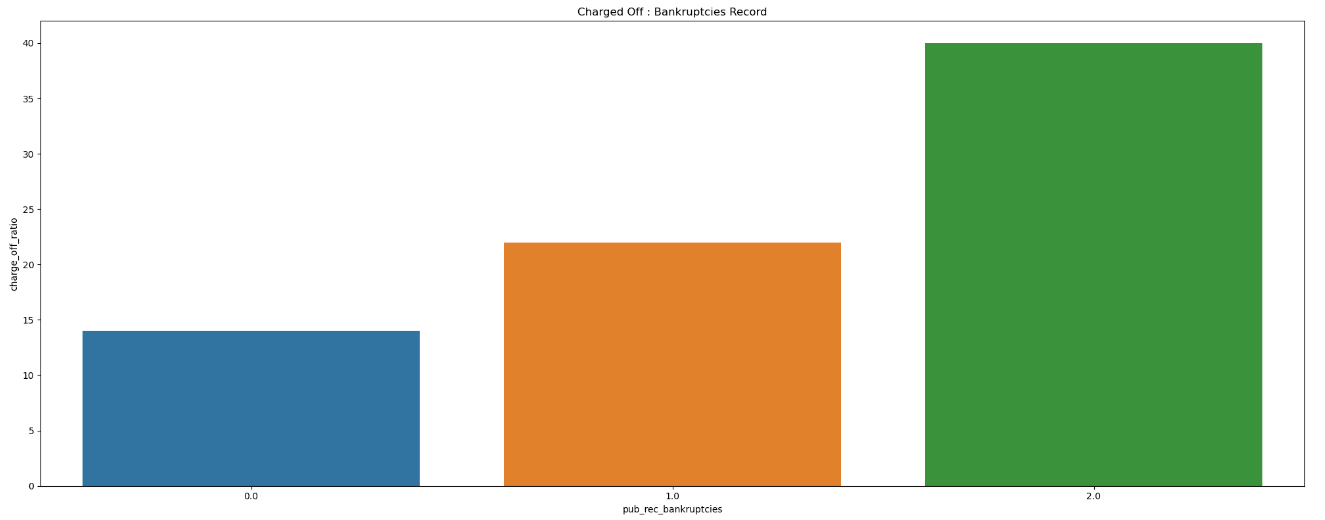 Charged Off : Bankruptcies Record
charge_off_ratio
40
35
30
25
20
15
10
5
0
0.0 1.0 2.0
pub_rec_bankruptcies